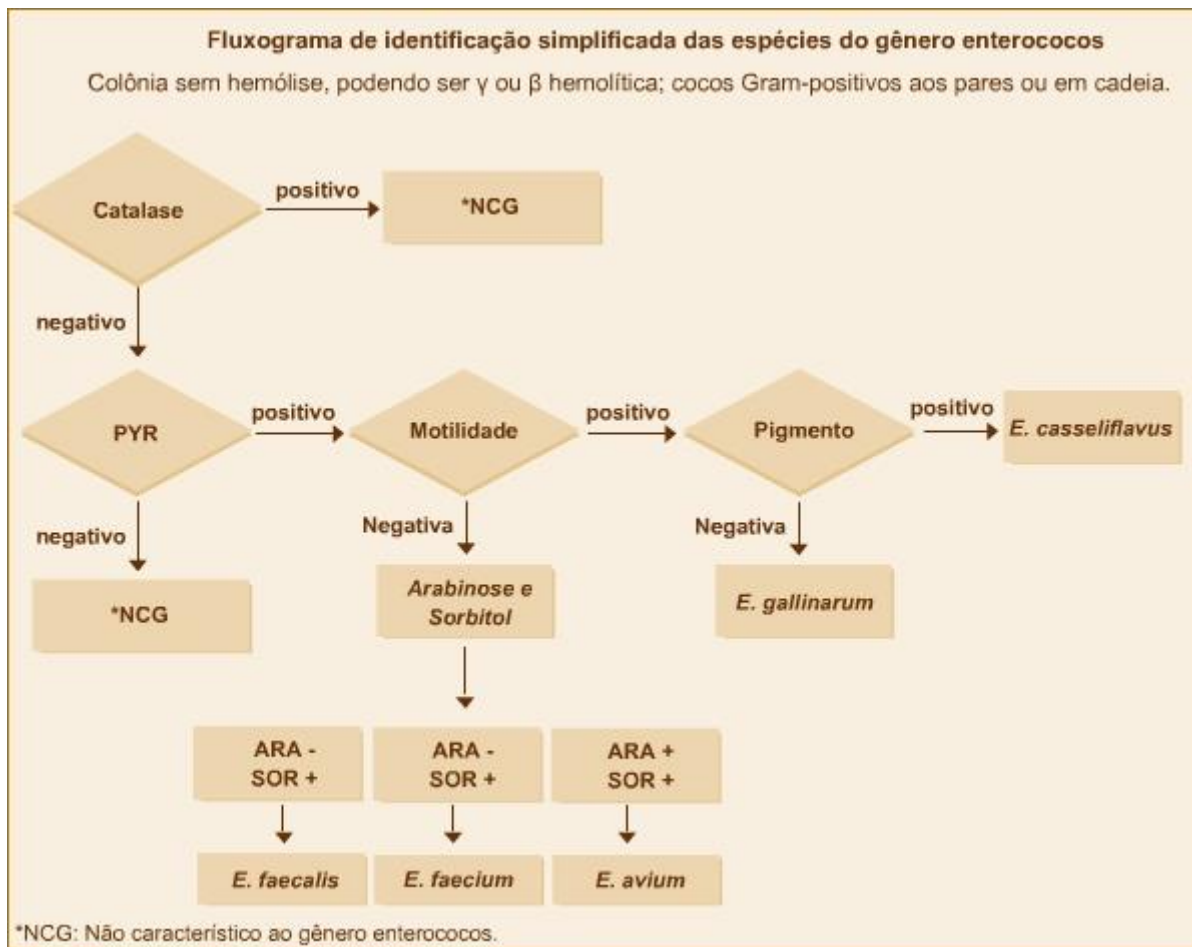 Fluxograma de identificação simplificada das espécies do gênero enterococos
Colônia sem hemólise, podendo ser γ ou β hemolítica; cocos Gram-positivos aos pares ou em cadeia.
Catalase
positivo
*NCG
negativo
PYR
positivo
Motilidade
positivo
Pigmento
positivo
E. casseliflavus
negativo
Negativa
Negativa
*NCG
Arabinose e
Sorbitol
E. gallinarum
ARA -
SOR +
ARA -
SOR +
ARA +
SOR +
E. faecalis
E. faecium
E. avium
*NCG: Não característico ao gênero enterococos.